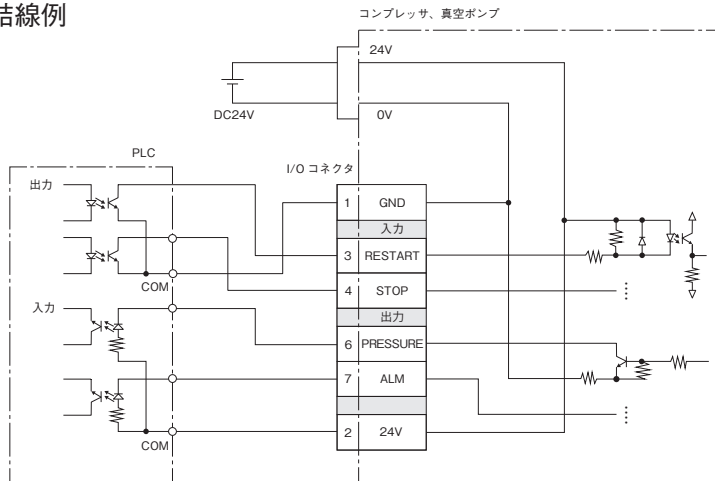 結線例
コンプレッサ、真空ポンプ
24V
DC24V
0V
PLC
I/O コネクタ
出力
1 GND
入力
3 RESTART
COM
4 STOP
入力
出力
6 PRESSURE
7 ALM
2 24V
COM